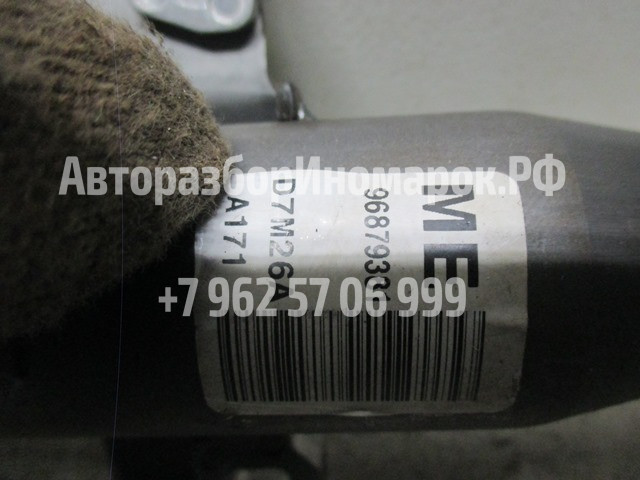 АвторазборИномарок.РФ
+7 962 57 06 999
ME
D7M26A
A171